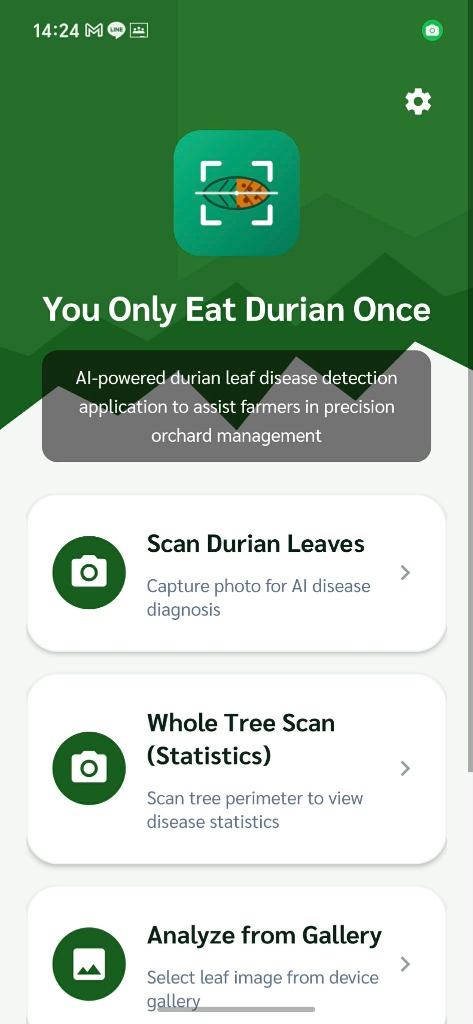 14:24
LINE
You Only Eat Durian Once
AI-powered durian leaf disease detection
application to assist farmers in precision
orchard management
Scan Durian Leaves
Capture photo for AI disease
diagnosis
Whole Tree Scan
(Statistics)
Scan tree perimeter to view
disease statistics
Analyze from Gallery
Select leaf image from device
gallery